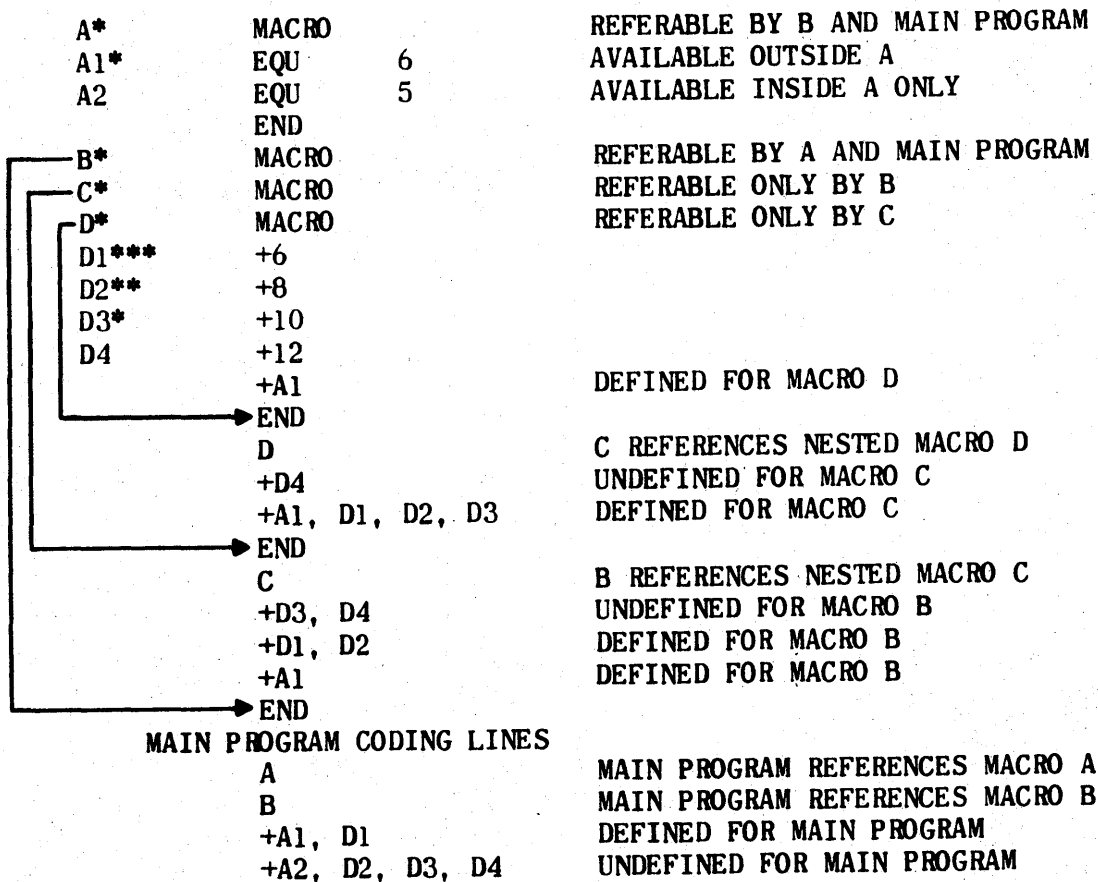 A* MACRO REFERABLE BY B AND MAIN PROGRAM
A1* EQU 6 AVAILABLE OUTSIDE A
A2 EQU 5 AVAILABLE INSIDE A ONLY
END
B* MACRO REFERABLE BY A AND MAIN PROGRAM
C* MACRO REFERABLE ONLY BY B
D* MACRO REFERABLE ONLY BY C
D1*** +6
D2** +8
D3* +10
D4 +12
+A1 DEFINED FOR MACRO D
END
D C REFERENCES NESTED MACRO D
+D4 UNDEFINED FOR MACRO C
+A1, D1, D2, D3 DEFINED FOR MACRO C
END
C B REFERENCES NESTED MACRO C
+D3, D4 UNDEFINED FOR MACRO B
+D1, D2 DEFINED FOR MACRO B
+A1 DEFINED FOR MACRO B
END
MAIN PROGRAM CODING LINES
A MAIN PROGRAM REFERENCES MACRO A
B MAIN PROGRAM REFERENCES MACRO B
+A1, D1 DEFINED FOR MAIN PROGRAM
+A2, D2, D3, D4 UNDEFINED FOR MAIN PROGRAM